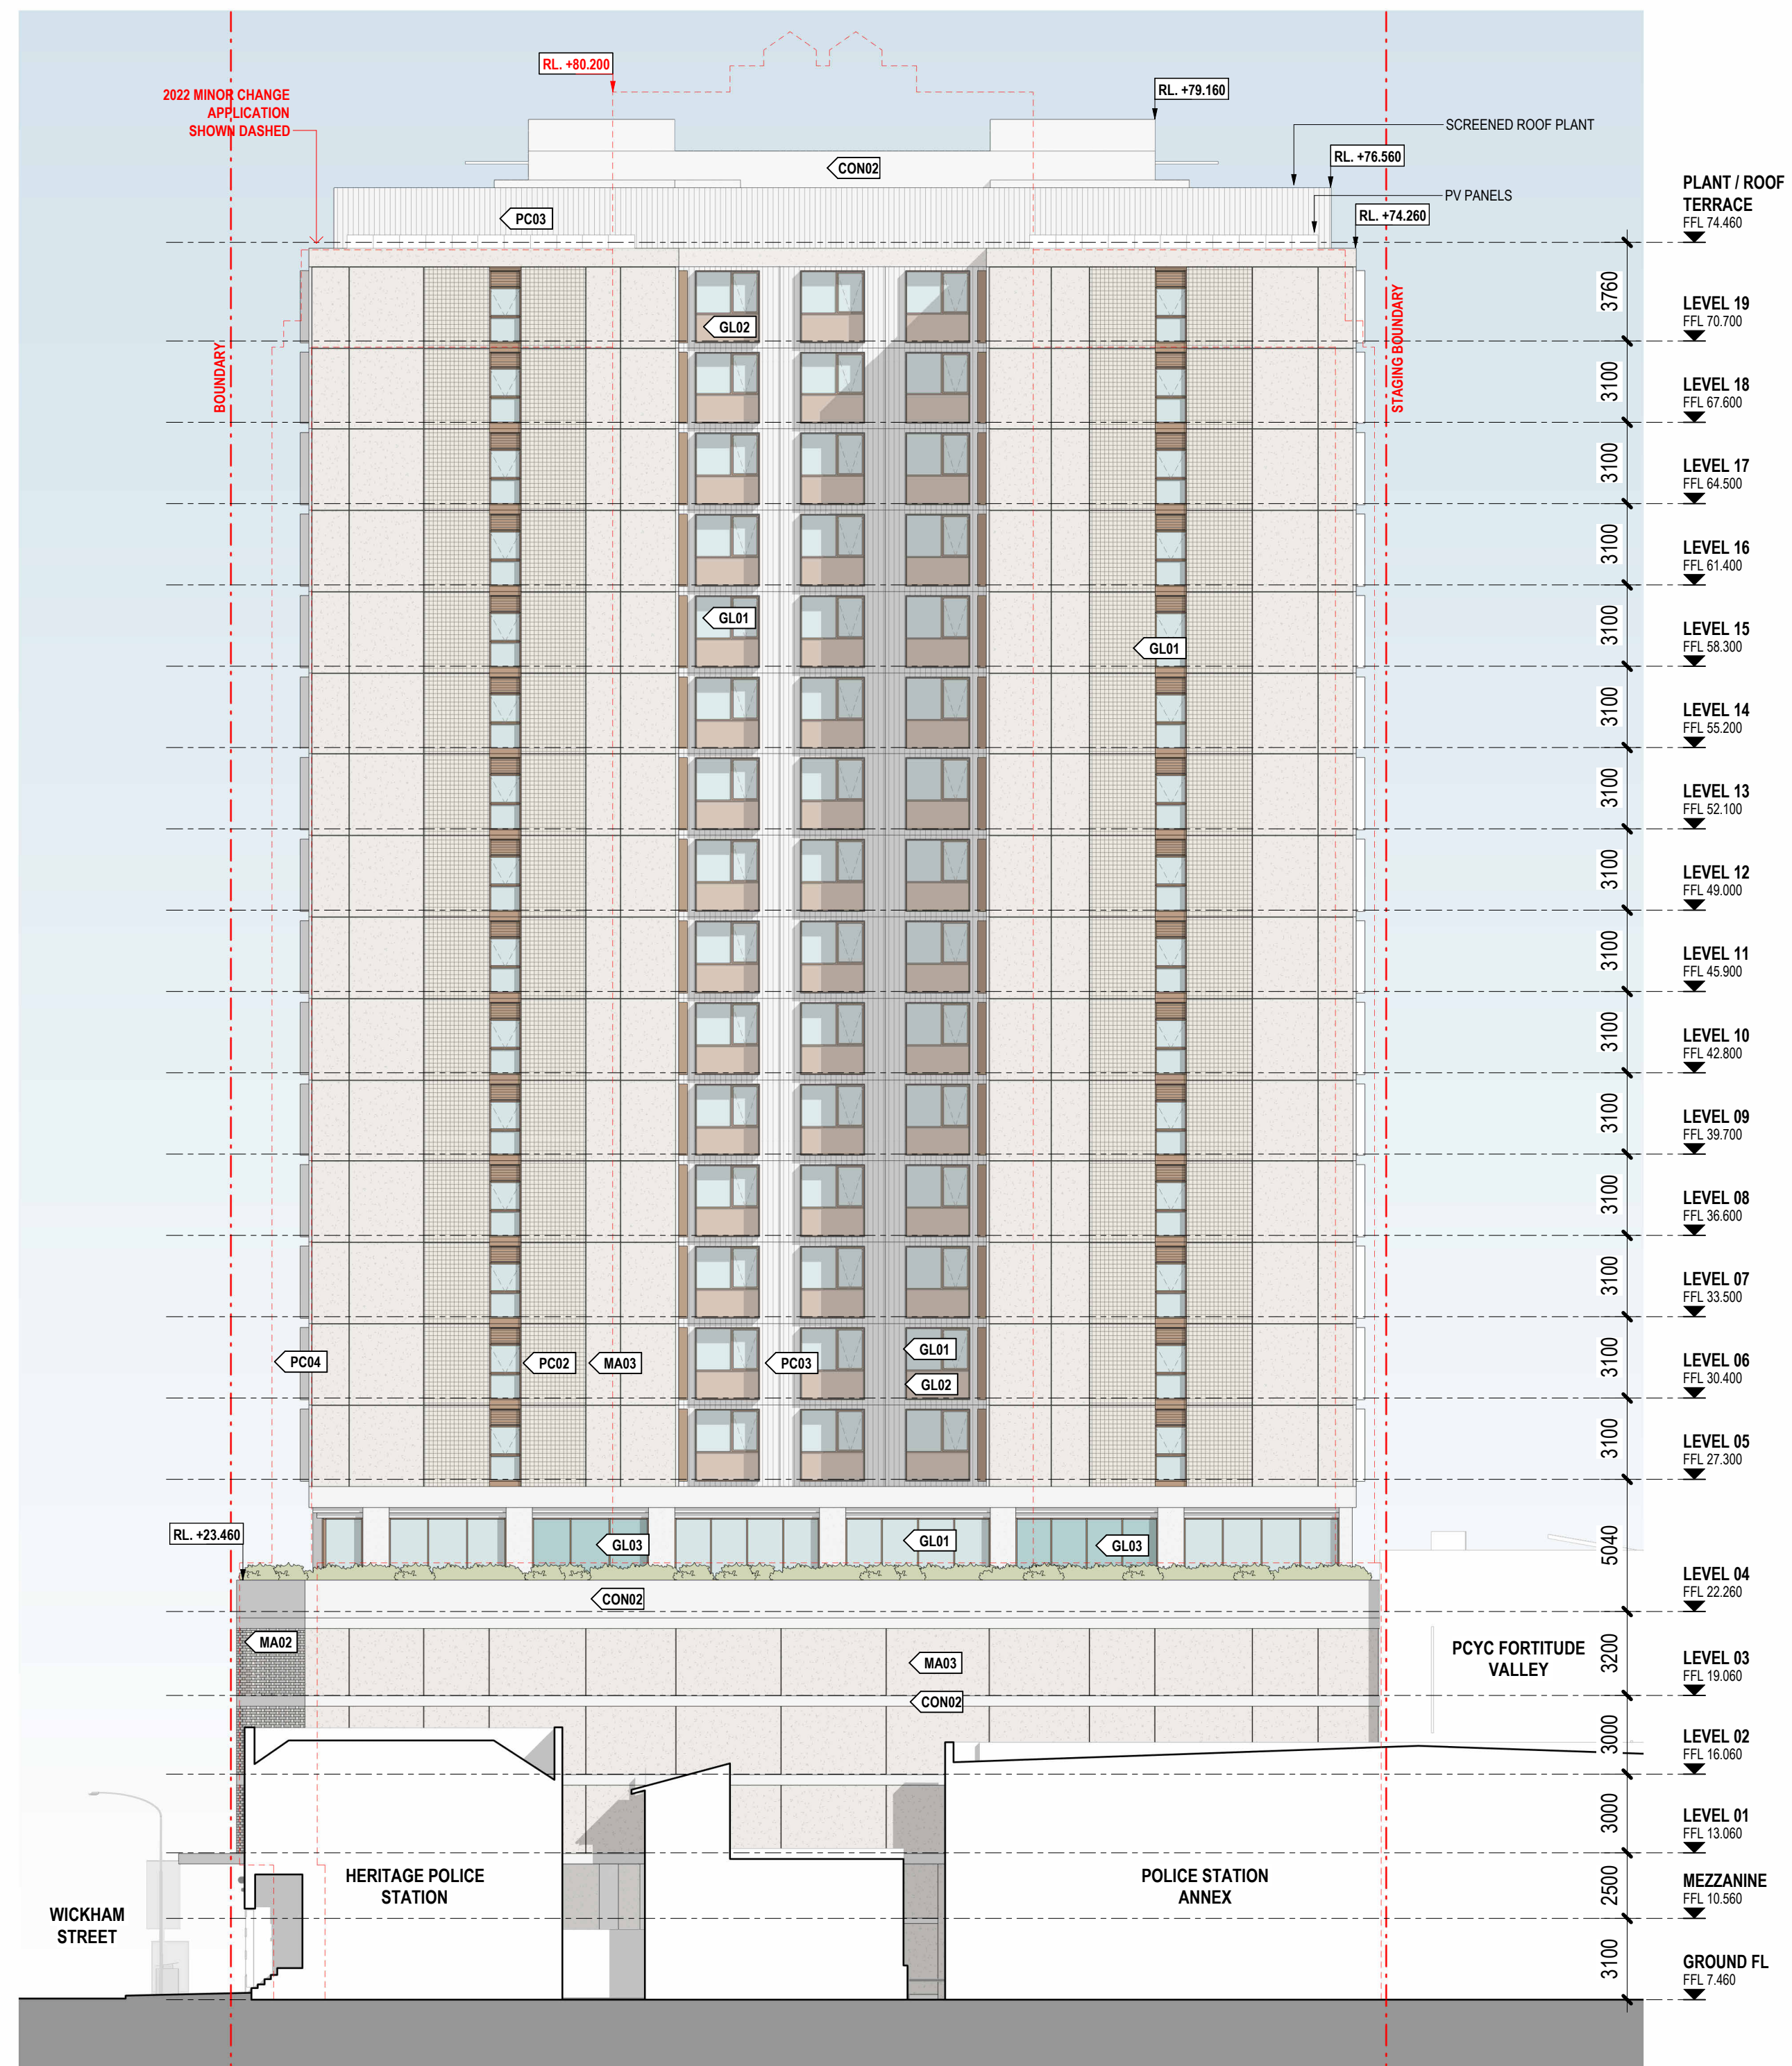 RL. +80.200
2022 MINOR CHANGE
APPLICATION
SHOWN DASHED
RL. +79.160
SCREENED ROOF PLANT
CON02
RL. +76.560
PV PANELS
PC03
RL. +74.260
PLANT / ROOF
TERRACE
FFL 74.460
3760
BOUNDARY
STAGING BOUNDARY
GL02
LEVEL 19
FFL 70.700
3100
LEVEL 18
FFL 67.600
3100
LEVEL 17
FFL 64.500
3100
LEVEL 16
FFL 61.400
GL01
GL01
3100
LEVEL 15
FFL 58.300
3100
LEVEL 14
FFL 55.200
3100
LEVEL 13
FFL 52.100
3100
LEVEL 12
FFL 49.000
3100
LEVEL 11
FFL 45.900
3100
LEVEL 10
FFL 42.800
3100
LEVEL 09
FFL 39.700
3100
LEVEL 08
FFL 36.600
3100
LEVEL 07
FFL 33.500
PC04
PC02
MA03
PC03
GL01
GL02
3100
LEVEL 06
FFL 30.400
3100
LEVEL 05
FFL 27.300
RL. +23.460
GL03
GL01
GL03
5040
LEVEL 04
FFL 22.260
CON02
MA02
MA03
PCYC FORTITUDE
VALLEY
3200
LEVEL 03
FFL 19.060
CON02
3000
LEVEL 02
FFL 16.060
3000
LEVEL 01
FFL 13.060
HERITAGE POLICE
STATION
POLICE STATION
ANNEX
2500
MEZZANINE
FFL 10.560
WICKHAM
STREET
3100
GROUND FL
FFL 7.460